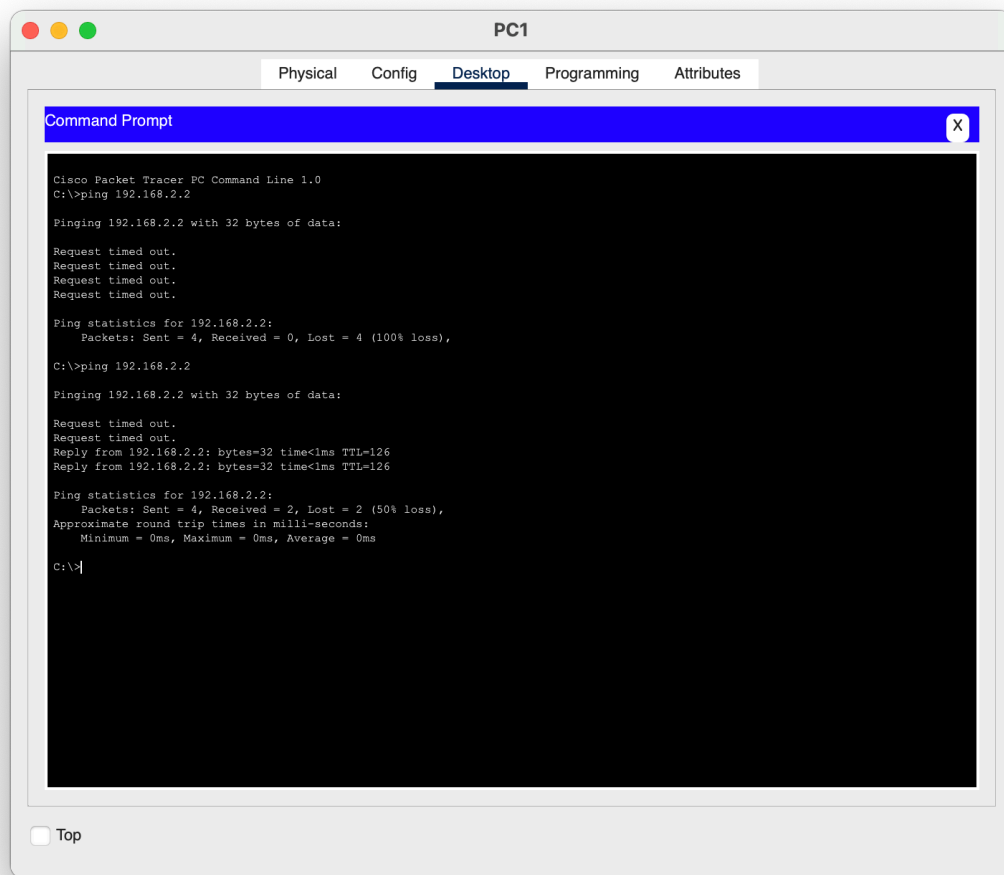 PC1
Physical Config Desktop Programming Attributes
Command Prompt
X
Cisco Packet Tracer PC Command Line 1.0
C:\>ping 192.168.2.2
Pinging 192.168.2.2 with 32 bytes of data:
Request timed out.
Request timed out.
Request timed out.
Request timed out.
Ping statistics for 192.168.2.2:
Packets: Sent = 4, Received = 0, Lost = 4 (100% loss),
C:\>ping 192.168.2.2
Pinging 192.168.2.2 with 32 bytes of data:
Request timed out.
Request timed out.
Reply from 192.168.2.2: bytes=32 time<1ms TTL=126
Reply from 192.168.2.2: bytes=32 time<1ms TTL=126
Ping statistics for 192.168.2.2:
Packets: Sent = 4, Received = 2, Lost = 2 (50% loss),
Approximate round trip times in milli-seconds:
Minimum = 0ms, Maximum = 0ms, Average = 0ms
C:\>
Top